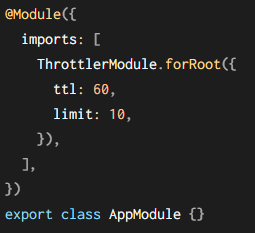 @Module({
  imports: [
    ThrottlerModule.forRoot({
      ttl: 60,
      limit: 10,
    }),
  ],
})
export class AppModule {}